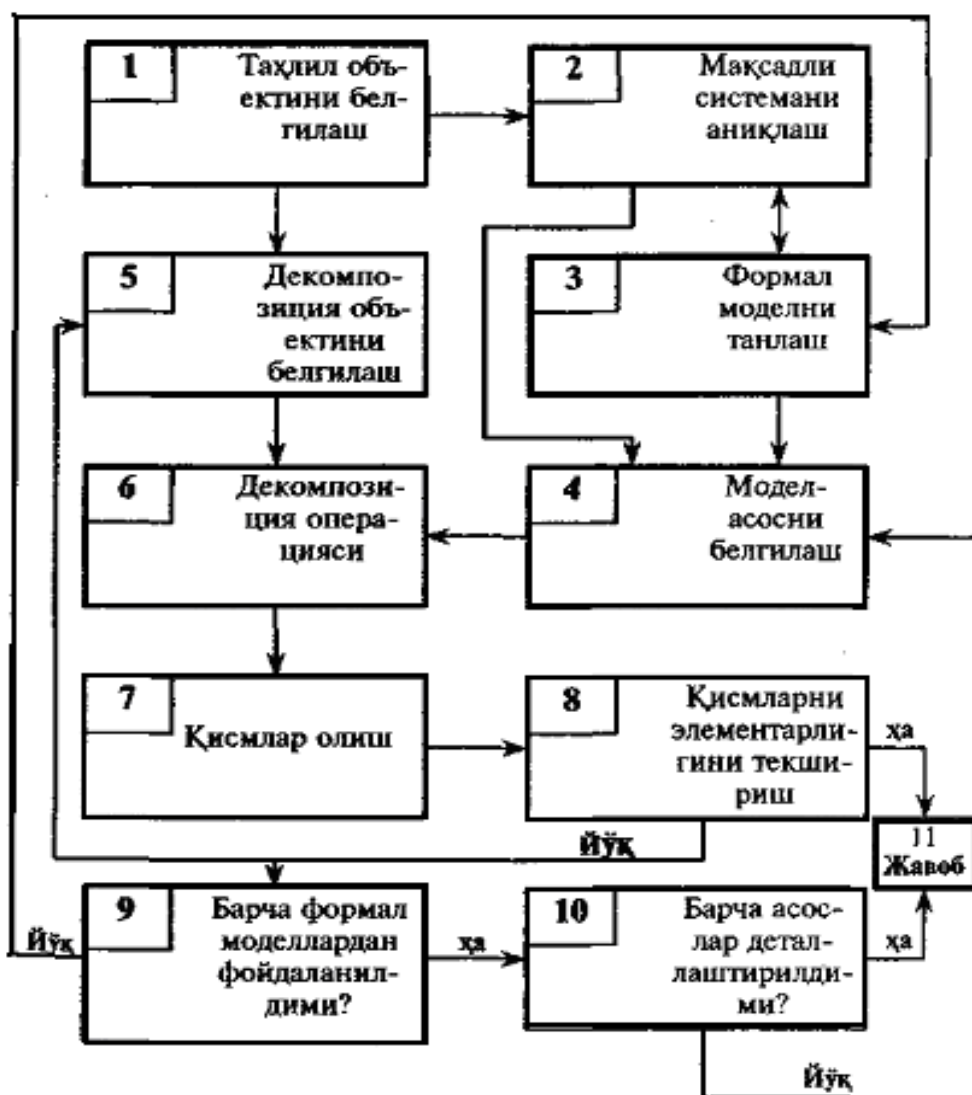 1
Таҳлил объ-
ектини бел-
гилаш
2
Мақсадли
системани
аниқлаш
5
Декомпо-
зиция объ-
ектини
белгилаш
3
Формал
моделни
танлаш
6
Декомпози-
ция опера-
цияси
4
Модел-
асосни
белгилаш
7
Қисмлар олиш
8
Қисмларни
элементарли-
гини текши-
риш
ҳа
Йўқ
11
Жавоб
9
Барча формал
моделлардан
фойдаланил-
дими?
Йўқ
ҳа
10
Барча асос-
лар детал-
лаштирилди-
ми?
ҳа
Йўқ